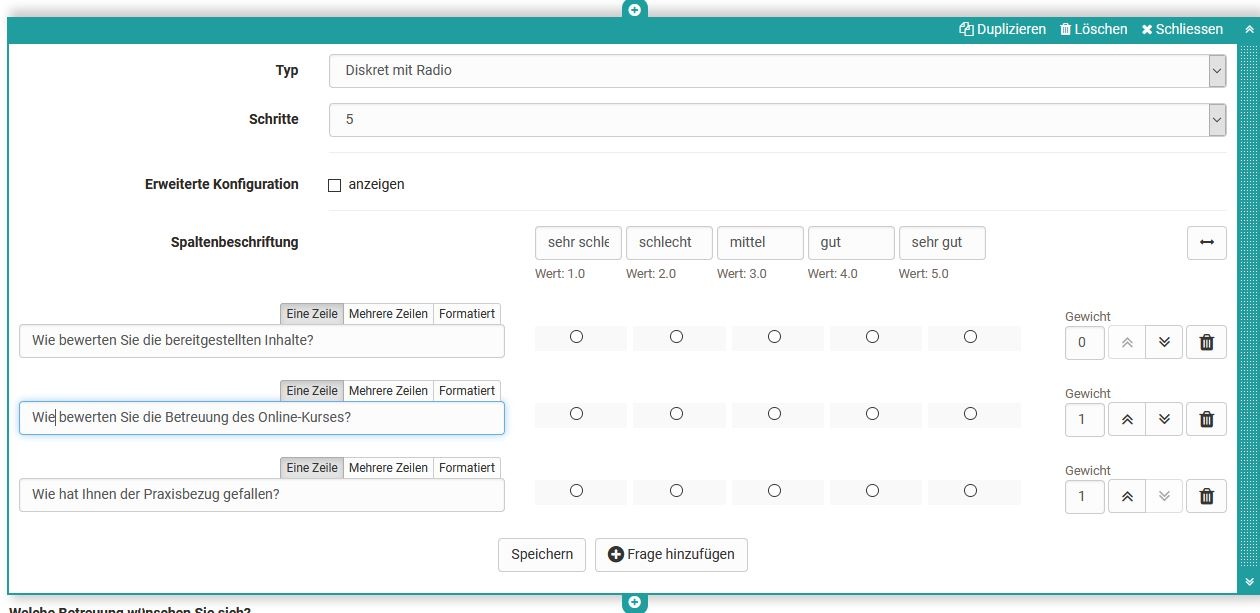 Duplizieren Löschen Schliessen
Typ Diskret mit Radio
Schritte 5
Erweiterte Konfiguration anzeigen
Spaltenbeschriftung sehr schle schlecht mittel gut sehr gut
Wert: 1.0 Wert: 2.0 Wert: 3.0 Wert: 4.0 Wert: 5.0
Eine Zeile Mehrere Zeilen Formatiert Gewicht
Wie bewerten Sie die bereitgestellten Inhalte? 0
Eine Zeile Mehrere Zeilen Formatiert Gewicht
Wie bewerten Sie die Betreuung des Online-Kurses? 1
Eine Zeile Mehrere Zeilen Formatiert Gewicht
Wie hat Ihnen der Praxisbezug gefallen? 1
Speichern Frage hinzufügen
Welche Betreuung wünschen Sie sich?